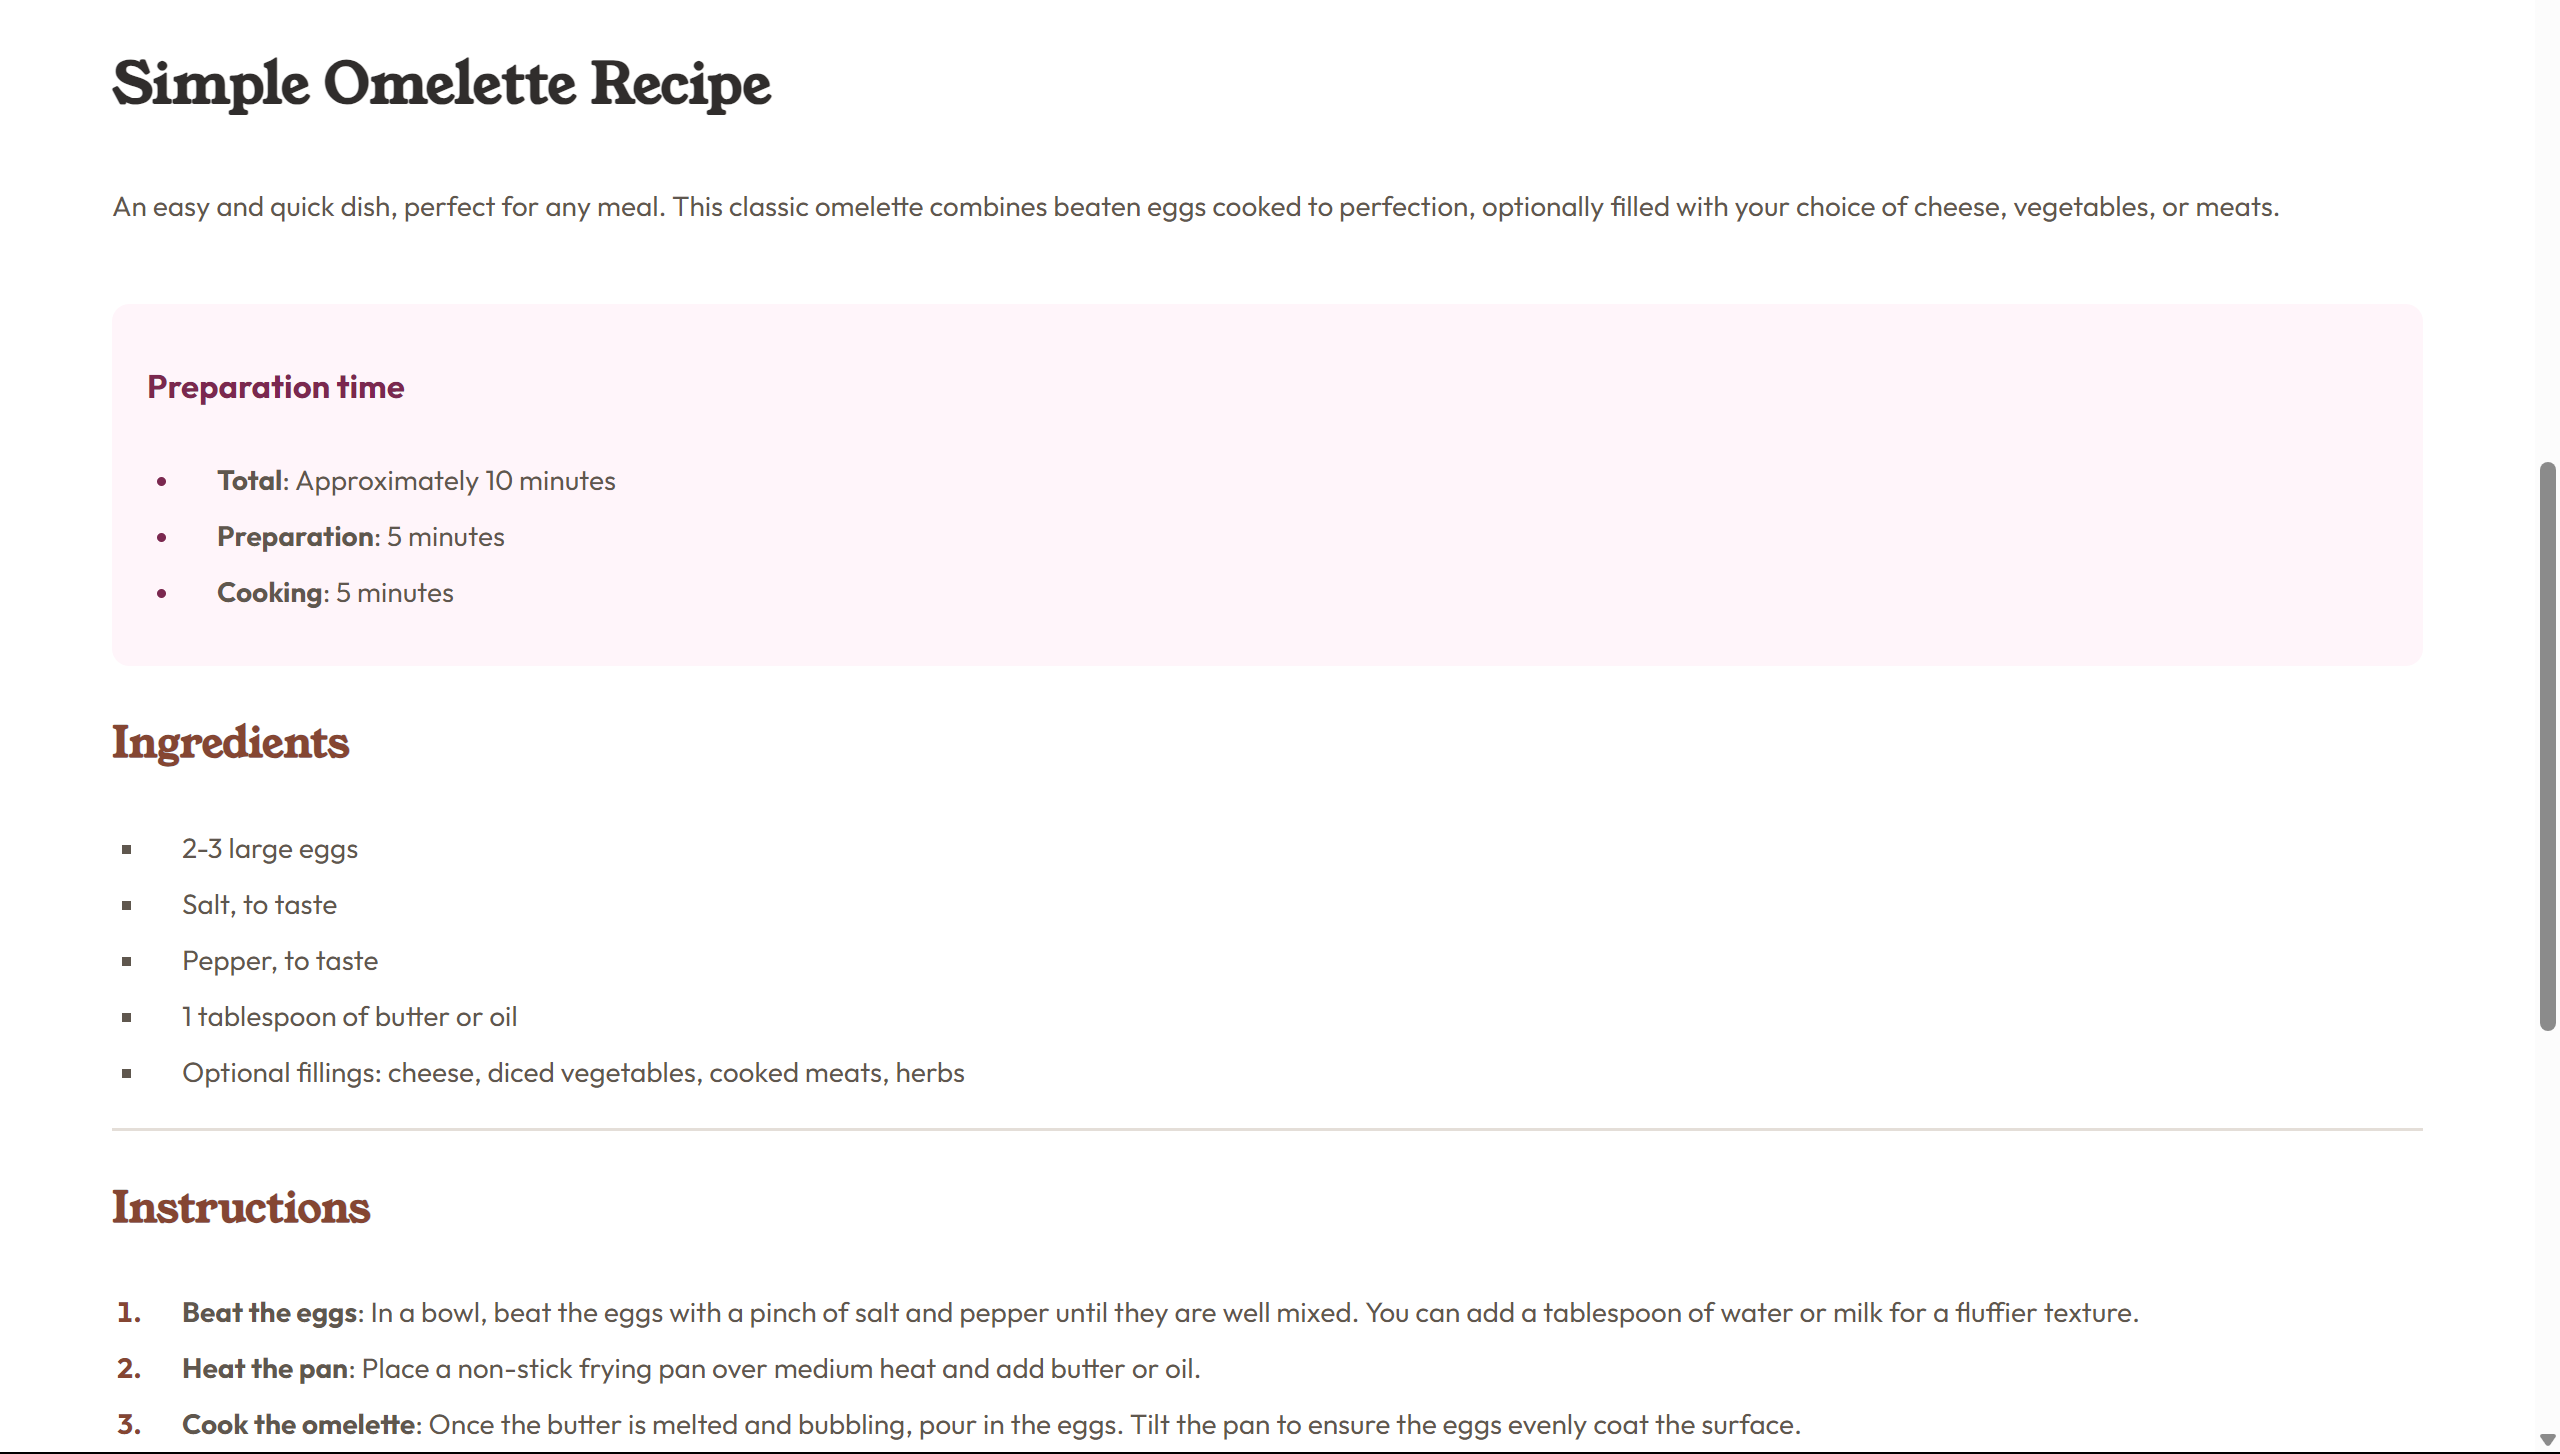 Simple Omelette Recipe
An easy and quick dish, perfect for any meal. This classic omelette combines beaten eggs cooked to perfection, optionally filled with your choice of cheese, vegetables, or meats.
Preparation time
• Total: Approximately 10 minutes
• Preparation: 5 minutes
• Cooking: 5 minutes
Ingredients
▪ 2-3 large eggs
▪ Salt, to taste
▪ Pepper, to taste
▪ 1 tablespoon of butter or oil
▪ Optional fillings: cheese, diced vegetables, cooked meats, herbs
Instructions
1. Beat the eggs: In a bowl, beat the eggs with a pinch of salt and pepper until they are well mixed. You can add a tablespoon of water or milk for a fluffier texture.
2. Heat the pan: Place a non-stick frying pan over medium heat and add butter or oil.
3. Cook the omelette: Once the butter is melted and bubbling, pour in the eggs. Tilt the pan to ensure the eggs evenly coat the surface.